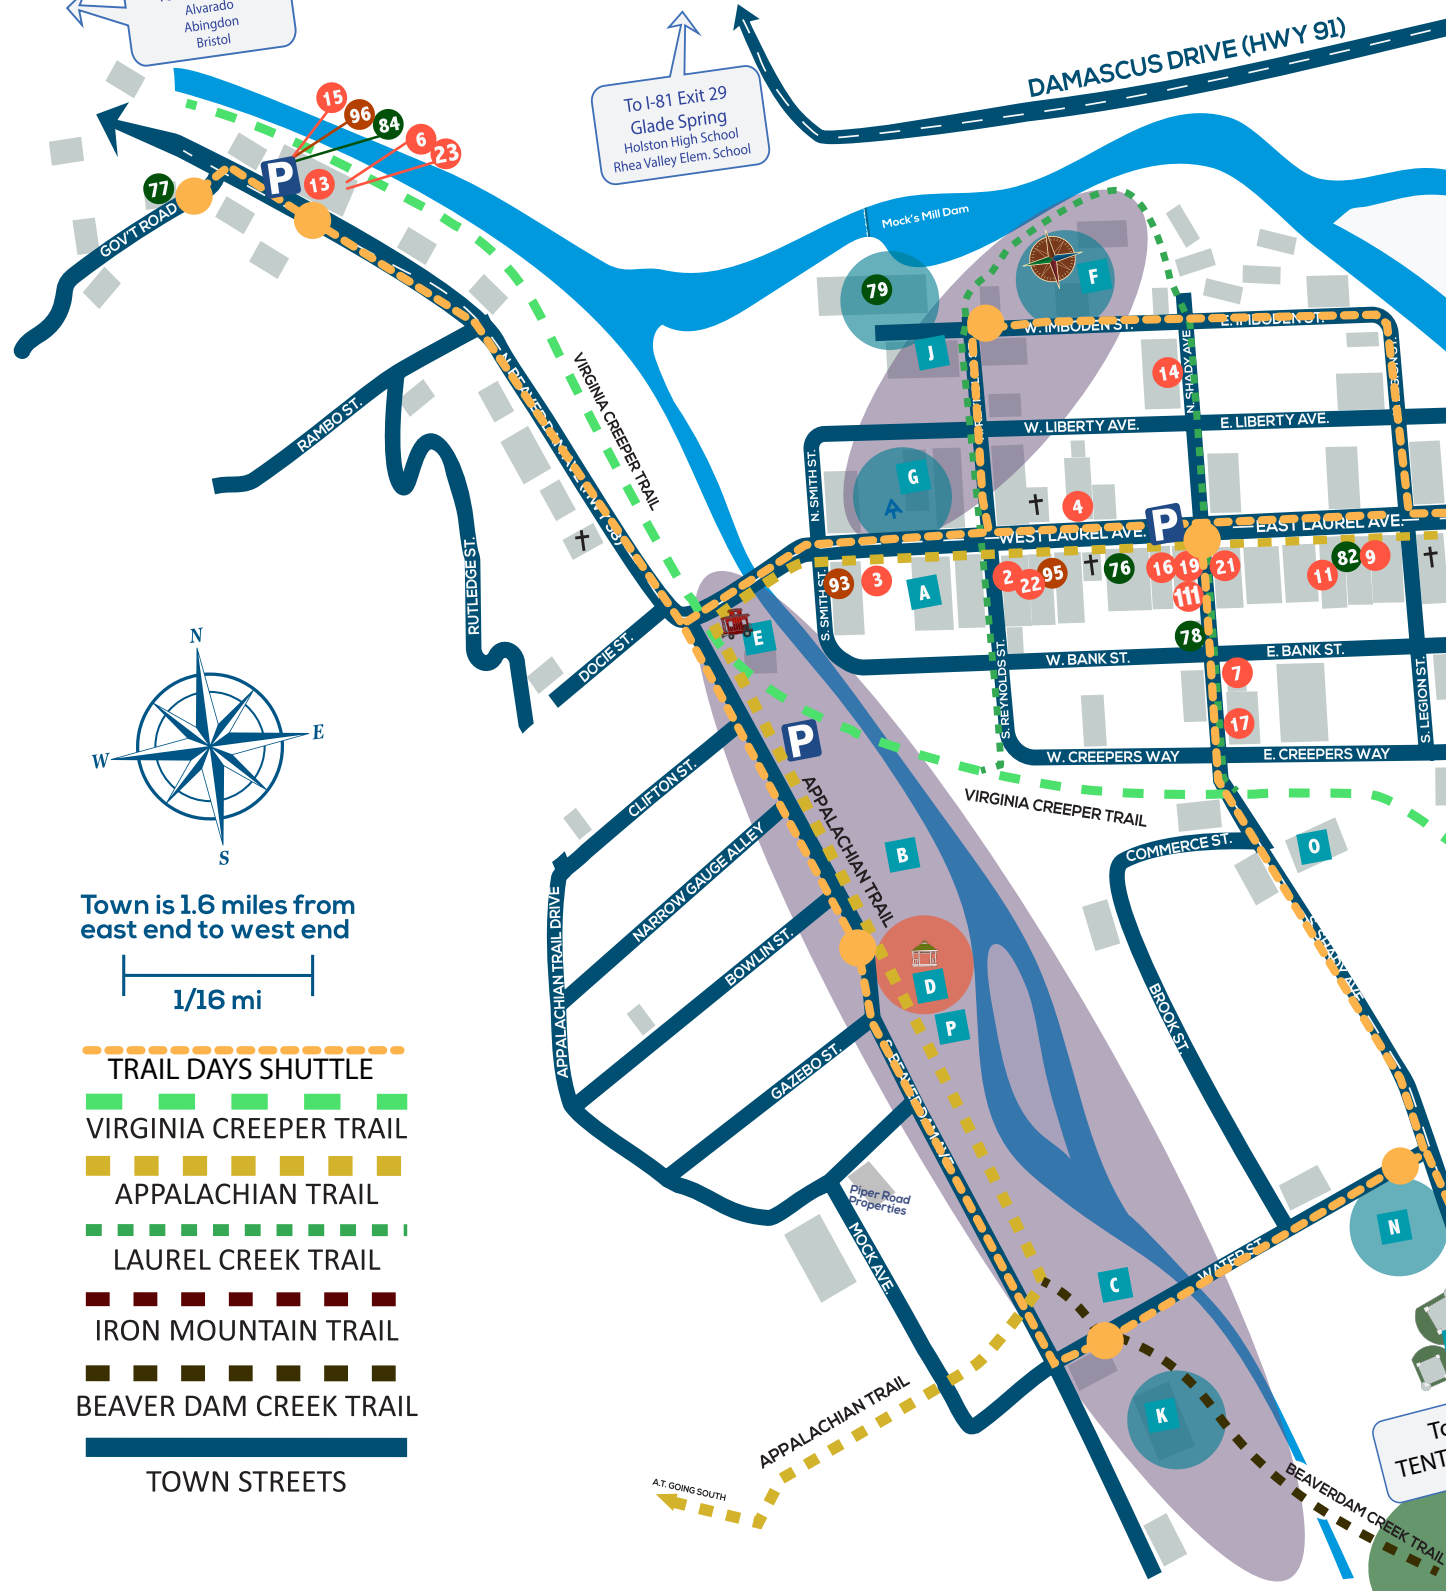 Alvarado
Abingdon
Bristol
To I-81 Exit 29
Glade Spring
Holston High School
Rhea Valley Elem. School
DAMASCUS DRIVE (HWY 91)
15
96
84
6
23
13
P
77
GOV'T ROAD
Mock's Mill Dam
79
F
J
W. IMBODEN ST.
E. IMBODEN ST.
14
N. SHADY AVE.
VIRGINIA CREEPER TRAIL
RAMBO ST.
W. LIBERTY AVE.
E. LIBERTY AVE.
N. SMITH ST.
G
4
P
WEST LAUREL AVE.
EAST LAUREL AVE.
RUTLEDGE ST.
93
3
A
2
22
95
76
16
19
111
21
11
82
9
S. SMITH ST.
78
E
DOCIE ST.
W. BANK ST.
E. BANK ST.
S. REYNOLDS ST.
S. LEGION ST.
7
17
P
W. CREEPERS WAY
E. CREEPERS WAY
N
W
E
S
VIRGINIA CREEPER TRAIL
CLIFTON ST.
NARROW GAUGE ALLEY
APPALACHIAN TRAIL
B
COMMERCE ST.
O
Town is 1.6 miles from
east end to west end
1/16 mi
APPALACHIAN TRAIL DRIVE
BOWLIN ST.
D
P
S. SHADY AVE.
BROOK ST.
GAZEBO ST.
S. BEAVERDAM AVE.
TRAIL DAYS SHUTTLE
VIRGINIA CREEPER TRAIL
APPALACHIAN TRAIL
LAUREL CREEK TRAIL
IRON MOUNTAIN TRAIL
BEAVER DAM CREEK TRAIL
TOWN STREETS
Piper Road
Properties
MOCK AVE.
N
C
WATER ST.
K
APPALACHIAN TRAIL
A.T. GOING SOUTH
BEAVERDAM CREEK TRAIL